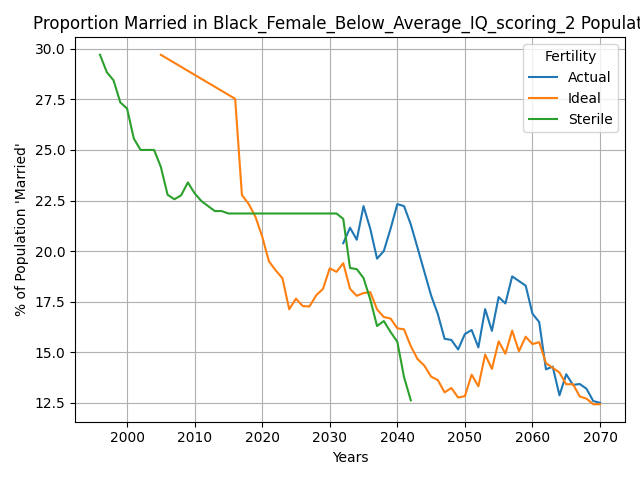 Proportion Married in Black_Female_Below_Average_IQ_scoring_2 Populat
% of Population 'Married'
30.0
27.5
25.0
22.5
20.0
17.5
15.0
12.5
Fertility
Actual
Ideal
Sterile
2000 2010 2020 2030 2040 2050 2060 2070
Years